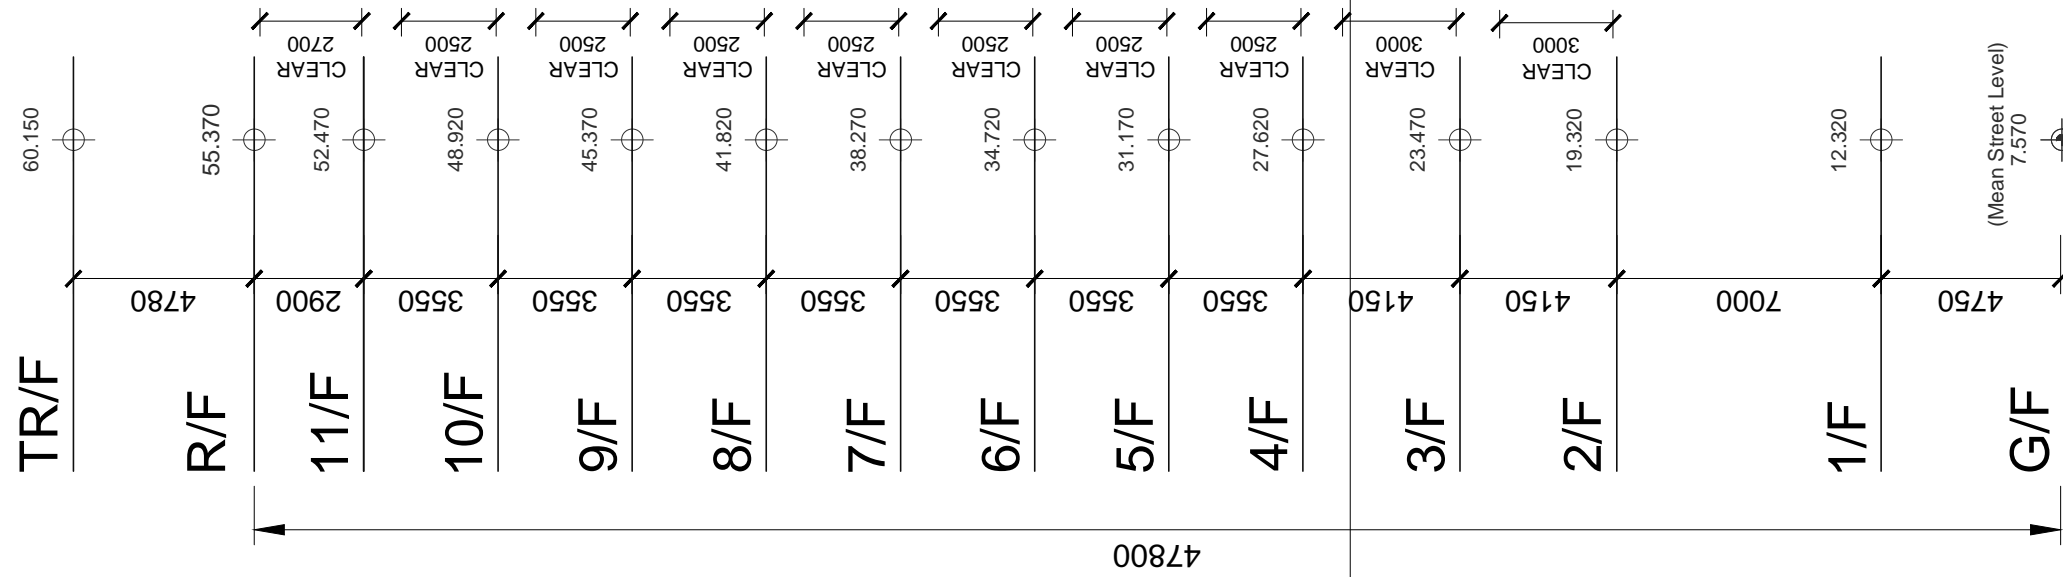 TR/F
60.150
4780
R/F
55.370
2700
CLEAR
2900
11/F
52.470
2500
CLEAR
3550
10/F
48.920
2500
CLEAR
3550
9/F
45.370
2500
CLEAR
3550
8/F
41.820
2500
CLEAR
3550
7/F
38.270
2500
CLEAR
3550
6/F
34.720
2500
CLEAR
3550
5/F
31.170
2500
CLEAR
3550
4/F
27.620
3000
CLEAR
4150
3/F
23.470
3000
CLEAR
4150
2/F
19.320
7000
1/F
12.320
4750
G/F
(Mean Street Level)
7.570
47800